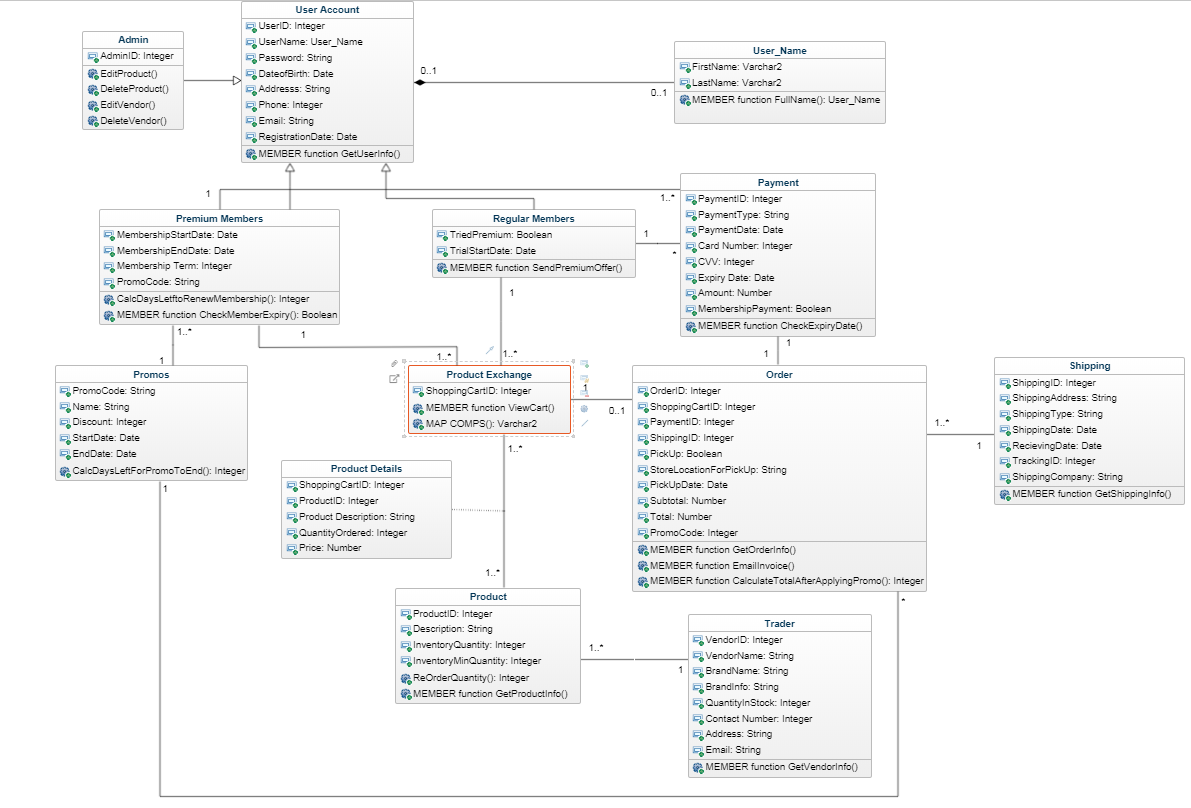 User Account
UserID: Integer
UserName: User_Name
Password: String
DateofBirth: Date
Addresss: String
Phone: Integer
Email: String
RegistrationDate: Date
MEMBER function GetUserInfo()
Admin
AdminID: Integer
EditProduct()
DeleteProduct()
EditVendor()
DeleteVendor()
0..1
0..1
User_Name
FirstName: Varchar2
LastName: Varchar2
MEMBER function FullName(): User_Name
1
1..*
Payment
PaymentID: Integer
PaymentType: String
PaymentDate: Date
Card Number: Integer
CVV: Integer
Expiry Date: Date
Amount: Number
MembershipPayment: Boolean
MEMBER function CheckExpiryDate()
Premium Members
MembershipStartDate: Date
MembershipEndDate: Date
Membership Term: Integer
PromoCode: String
CalcDaysLetftoRenewMembership(): Integer
MEMBER function CheckMemberExpiry(): Boolean
Regular Members
TriedPremium: Boolean
TrialStartDate: Date
MEMBER function SendPremiumOffer()
1
*
1
1..*
1
1
1..*
1..*
1
1
Promos
PromoCode: String
Name: String
Discount: Integer
StartDate: Date
EndDate: Date
CalcDaysLeftForPromoToEnd(): Integer
1
Product Exchange
ShoppingCartID: Integer
MEMBER function ViewCart()
MAP COMPS(): Varchar2
1
0..1
1..*
Order
OrderID: Integer
ShoppingCartID: Integer
PaymentID: Integer
ShippingID: Integer
PickUp: Boolean
StoreLocationForPickUp: String
PickUpDate: Date
Subtotal: Number
Total: Number
PromoCode: Integer
MEMBER function GetOrderInfo()
MEMBER function EmailInvoice()
MEMBER function CalculateTotalAfterApplyingPromo(): Integer
*
1..*
1
Shipping
ShippingID: Integer
ShippingAddress: String
ShippingType: String
ShippingDate: Date
RecievingDate: Date
TrackingID: Integer
ShippingCompany: String
MEMBER function GetShippingInfo()
Product Details
ShoppingCartID: Integer
ProductID: Integer
Product Description: String
QuantityOrdered: Integer
Price: Number
1..*
Product
ProductID: Integer
Description: String
InventoryQuantity: Integer
InventoryMinQuantity: Integer
ReOrderQuantity(): Integer
MEMBER function GetProductInfo()
1..*
1
Trader
VendorID: Integer
VendorName: String
BrandName: String
BrandInfo: String
QuantityInStock: Integer
Contact Number: Integer
Address: String
Email: String
MEMBER function GetVendorInfo()
1